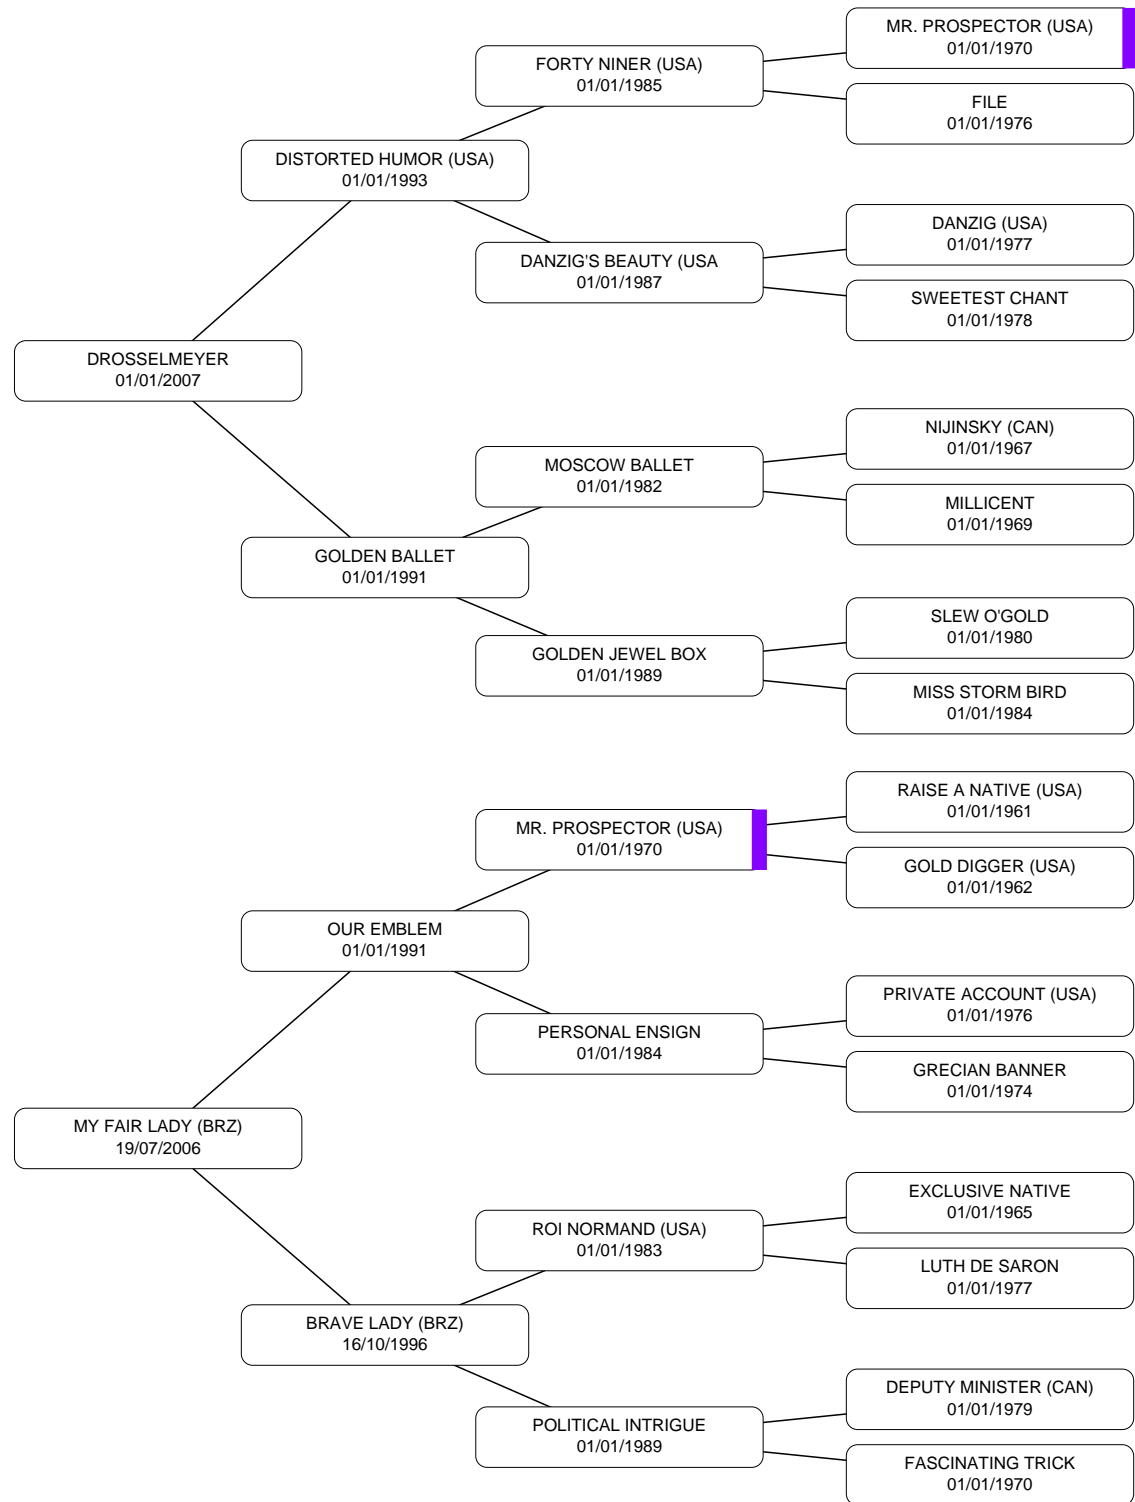 MR. PROSPECTOR (USA)
01/01/1970
FORTY NINER (USA)
01/01/1985
FILE
01/01/1976
DISTORTED HUMOR (USA)
01/01/1993
DANZIG (USA)
01/01/1977
DANZIG'S BEAUTY (USA
01/01/1987
SWEETEST CHANT
01/01/1978
DROSSELMEYER
01/01/2007
NIJINSKY (CAN)
01/01/1967
MOSCOW BALLET
01/01/1982
MILLICENT
01/01/1969
GOLDEN BALLET
01/01/1991
SLEW O'GOLD
01/01/1980
GOLDEN JEWEL BOX
01/01/1989
MISS STORM BIRD
01/01/1984
RAISE A NATIVE (USA)
01/01/1961
MR. PROSPECTOR (USA)
01/01/1970
GOLD DIGGER (USA)
01/01/1962
OUR EMBLEM
01/01/1991
PRIVATE ACCOUNT (USA)
01/01/1976
PERSONAL ENSIGN
01/01/1984
GRECIAN BANNER
01/01/1974
MY FAIR LADY (BRZ)
19/07/2006
EXCLUSIVE NATIVE
01/01/1965
ROI NORMAND (USA)
01/01/1983
LUTH DE SARON
01/01/1977
BRAVE LADY (BRZ)
16/10/1996
DEPUTY MINISTER (CAN)
01/01/1979
POLITICAL INTRIGUE
01/01/1989
FASCINATING TRICK
01/01/1970